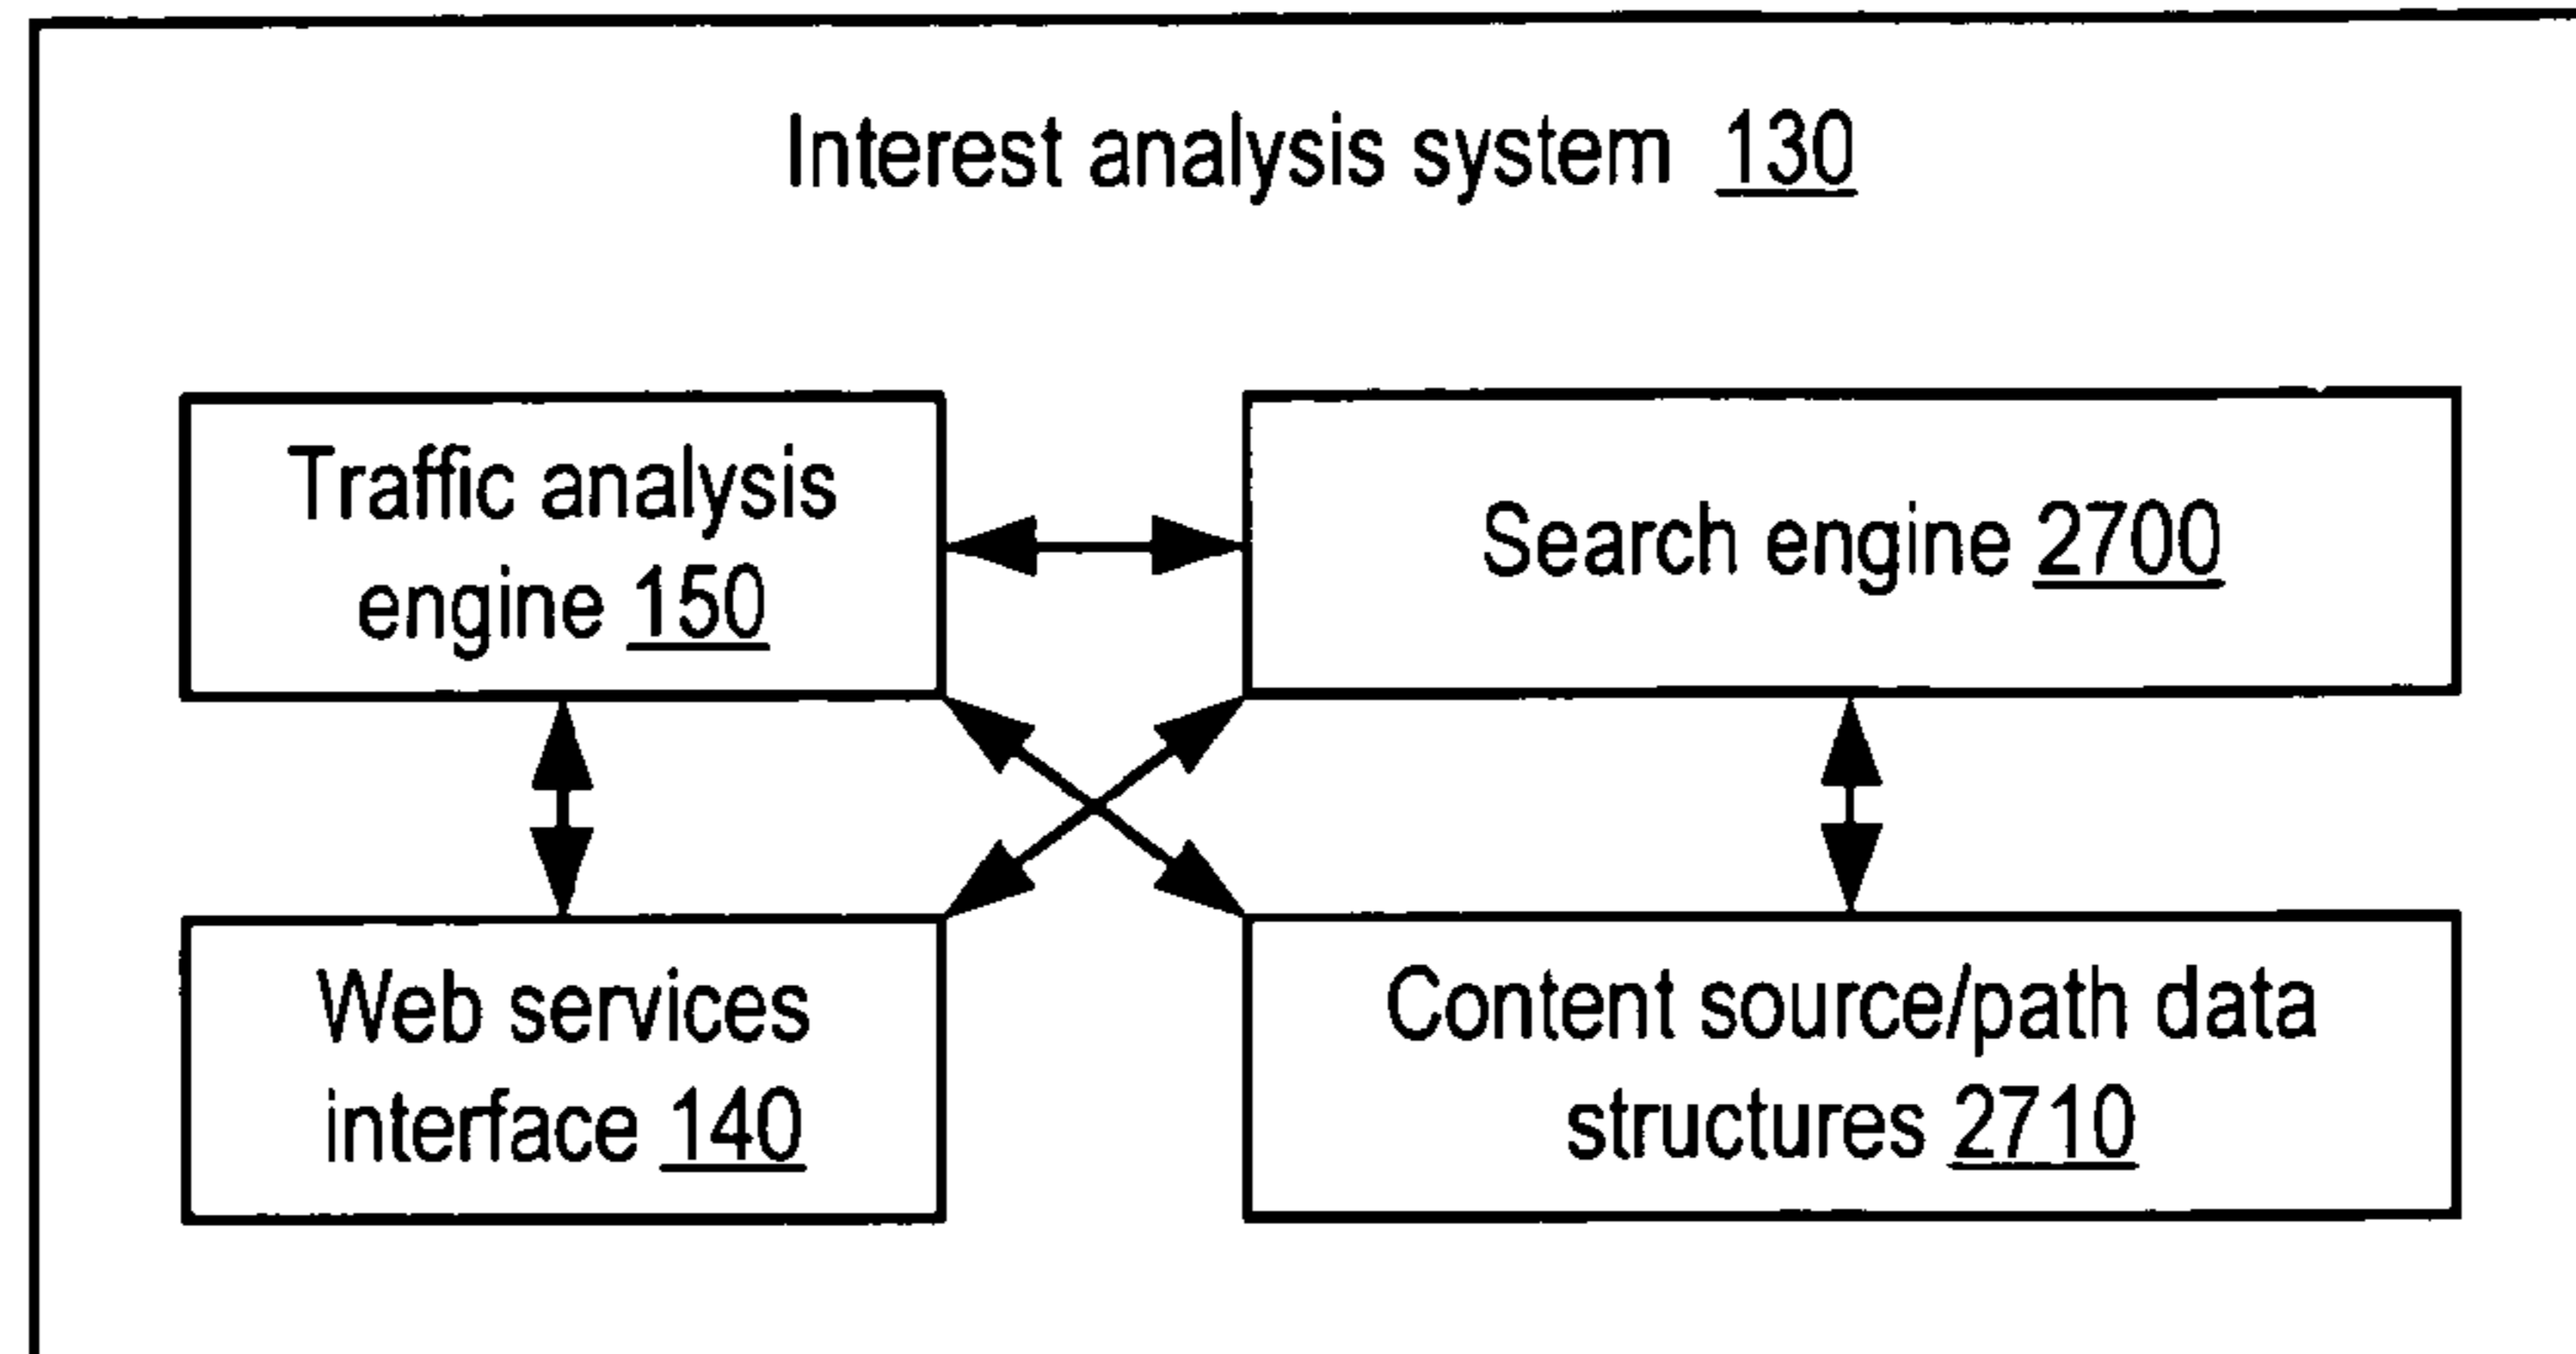 Interest analysis system 130
Traffic analysis
engine 150
Search engine 2700
Web services
interface 140
Content source/path data
structures 2710